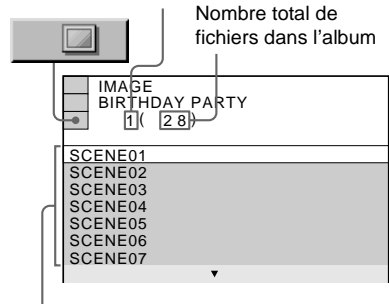 Nombre total de
fichiers dans l'album
IMAGE
BIRTHDAY PARTY
1( 28)
SCENE01
SCENE02
SCENE03
SCENE04
SCENE05
SCENE06
SCENE07